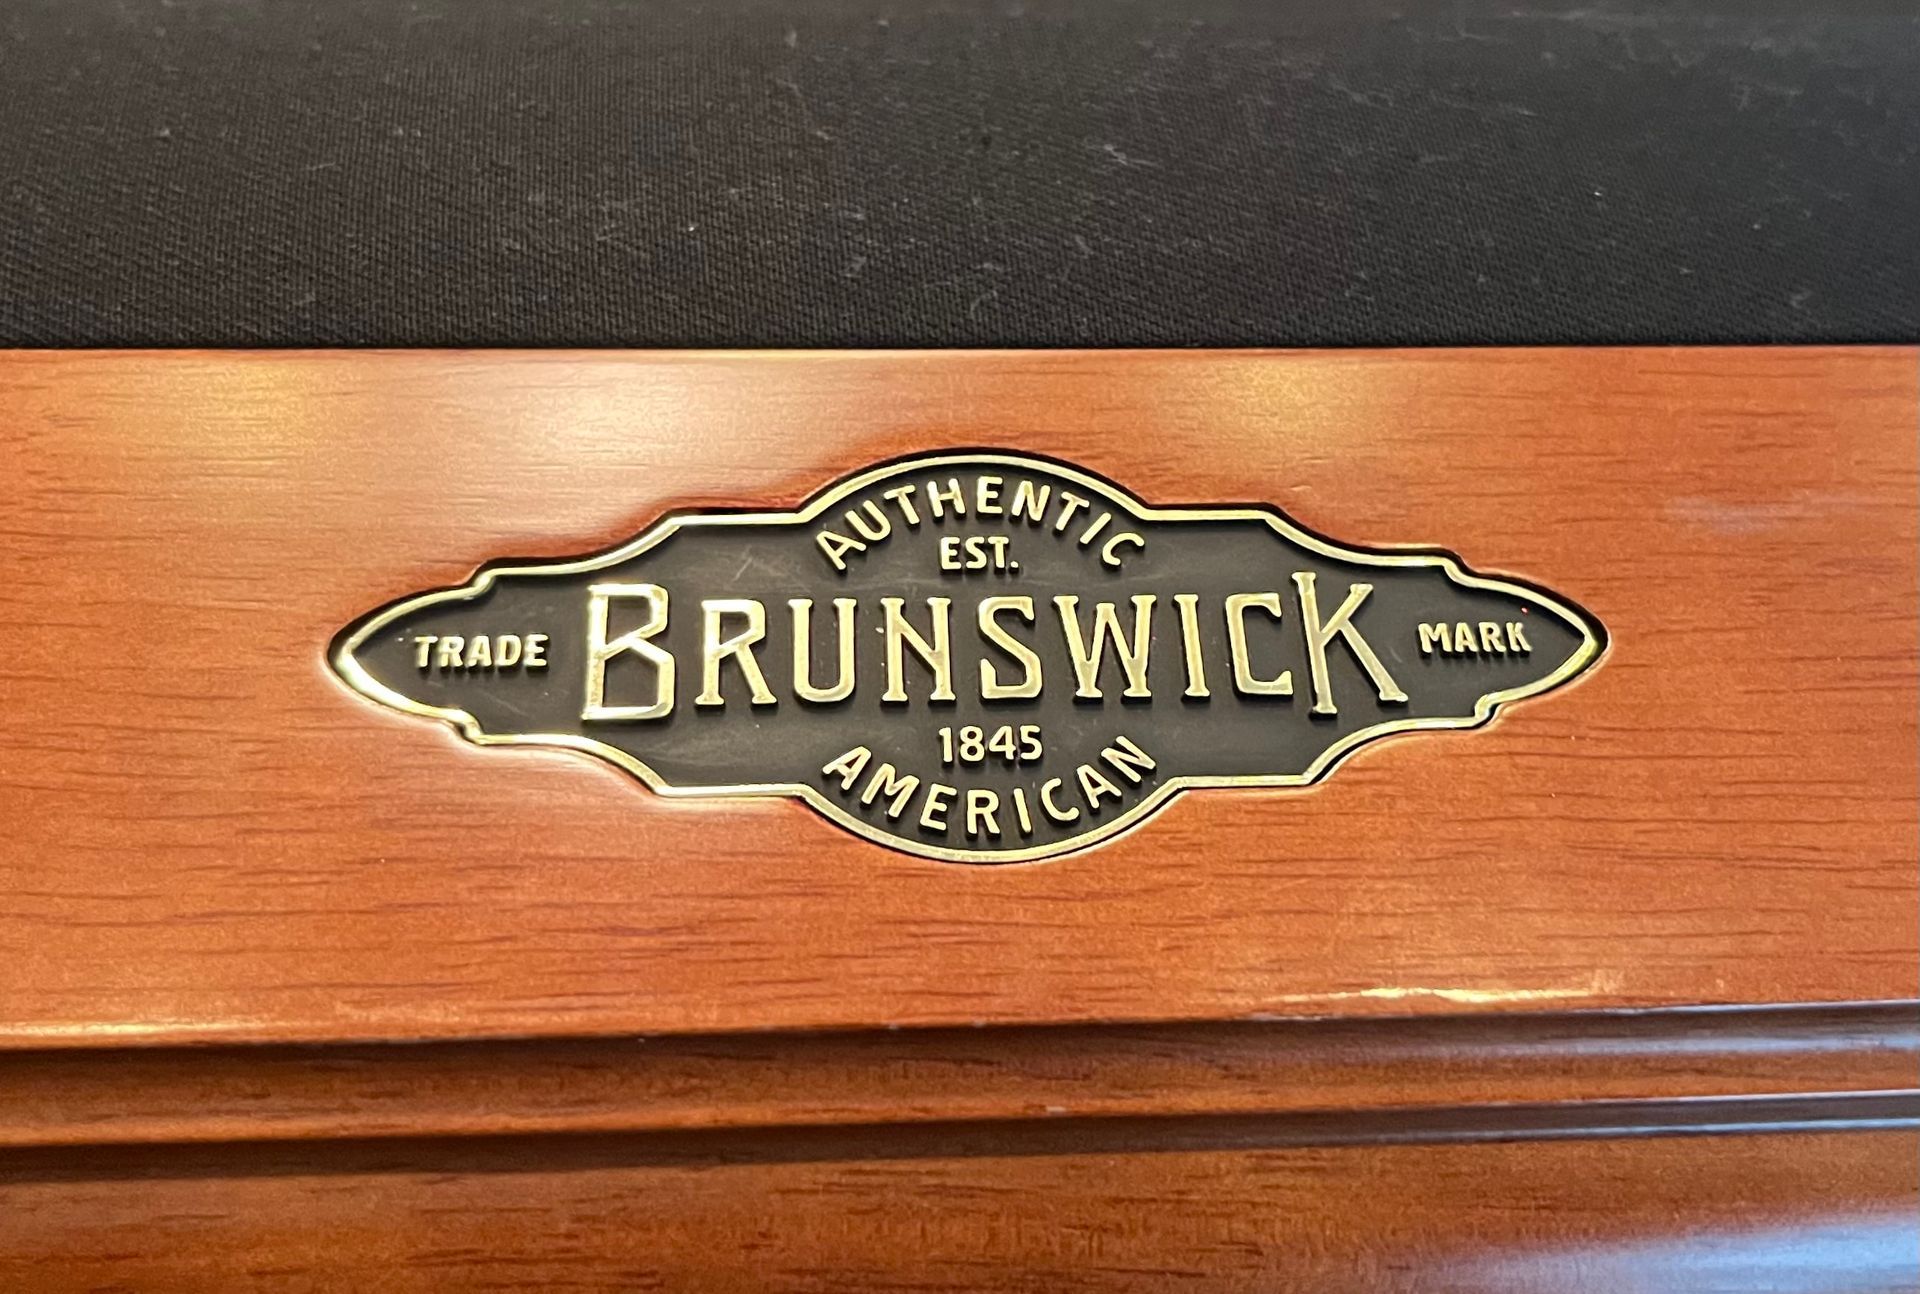 AUTHENTIC
EST.
TRADE BRUNSWICK MARK
1845
AMERICAN